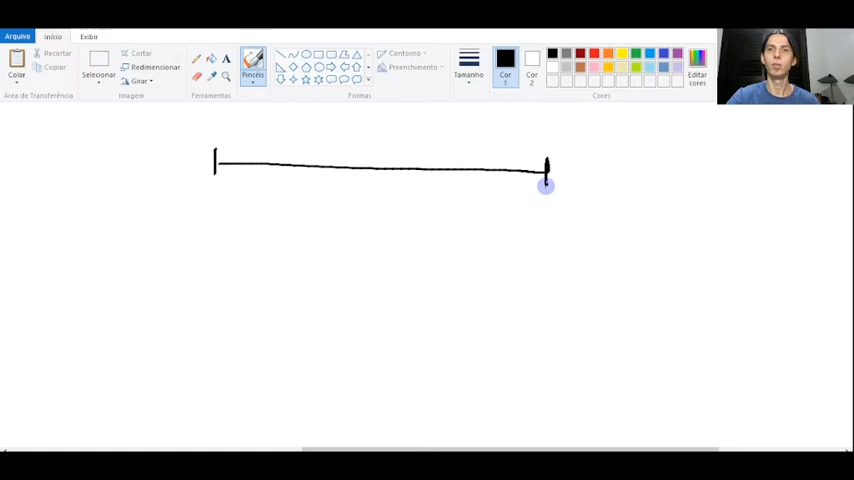 Arquivo Início Exibir
Colar
Recortar
Copiar
Área de Transferência
Selecionar
Cortar
Redimensionar
Girar
Imagem
A
Ferramentas
Pincéis
Contorno
Preenchimento
Formas
Tamanho
Cor
1
Cor
2
Cores
Editar
cores